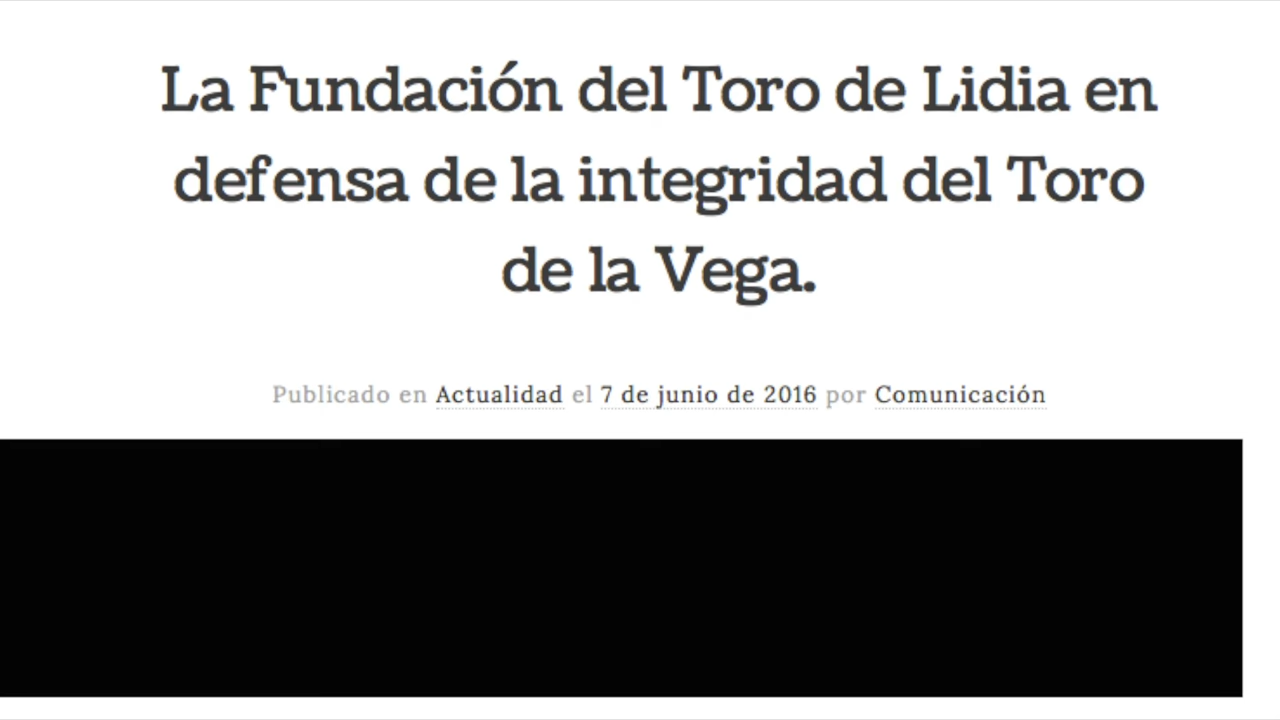 La Fundación del Toro de Lidia en
defensa de la integridad del Toro
de la Vega.
Publicado en Actualidad el 7 de junio de 2016 por Comunicación